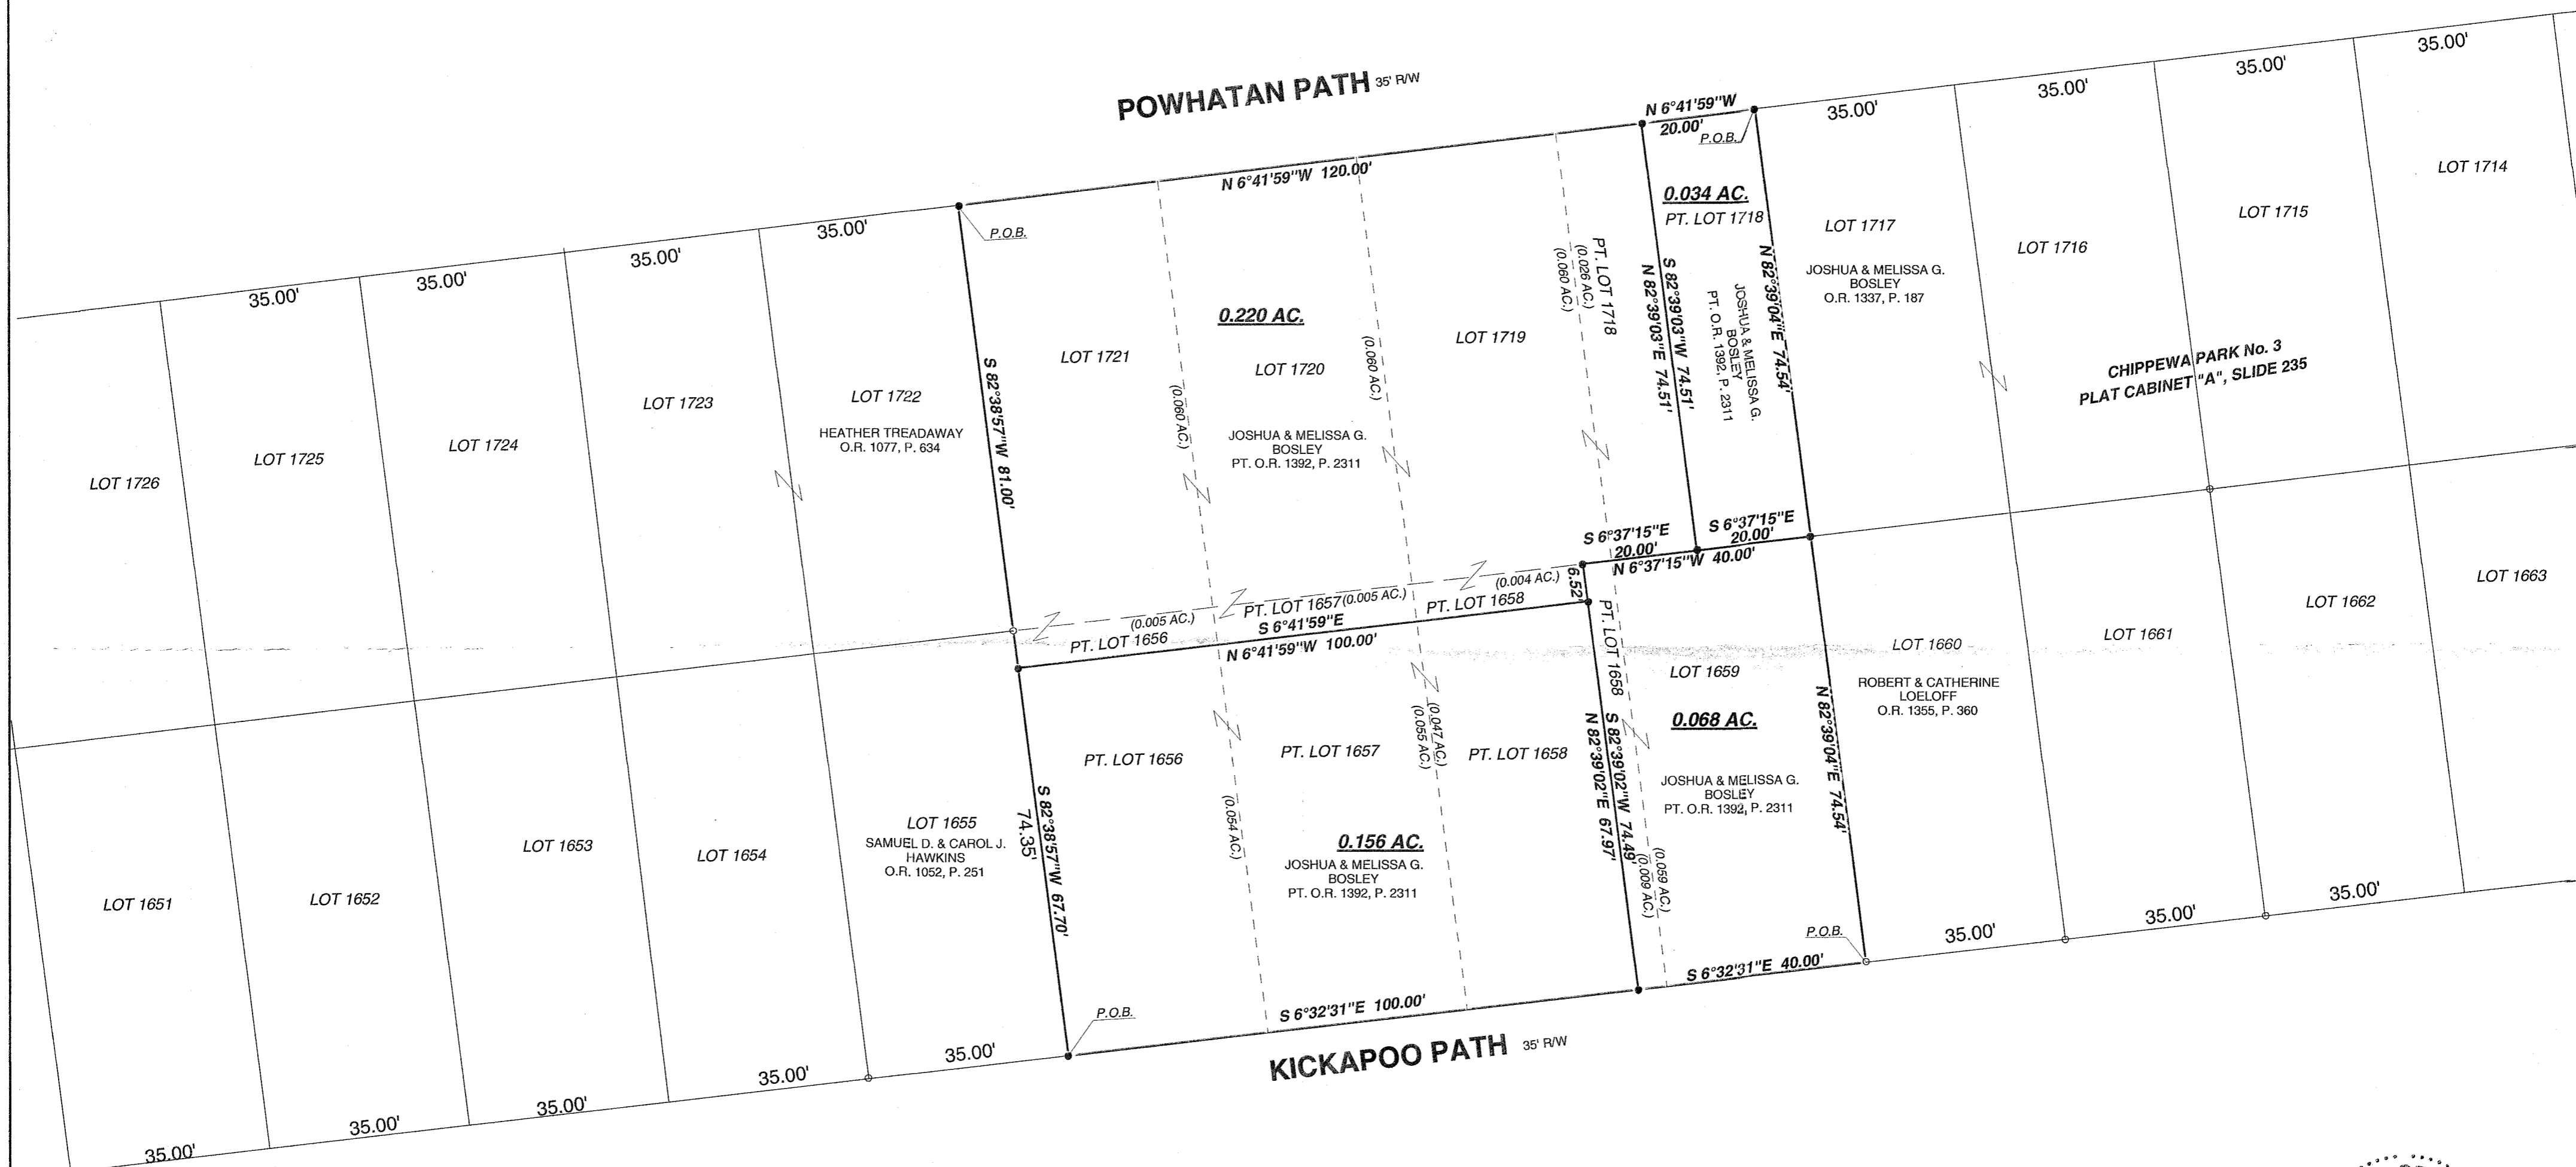 POWHATAN PATH 35' R/W
35.00'
35.00'
35.00'
35.00'
N 6°41'59"W
20.00'
P.O.B.
35.00'
35.00'
35.00'
35.00'
N 6°41'59"W 120.00'
P.O.B.
LOT 1726
LOT 1725
LOT 1724
LOT 1723
LOT 1722
HEATHER TREADAWAY
O.R. 1077, P. 634
S 82°38'57"W 81.00'
LOT 1721
(0.060 AC.)
0.220 AC.
LOT 1720
JOSHUA & MELISSA G.
BOSLEY
PT. O.R. 1392, P. 2311
(0.060 AC.)
LOT 1719
(0.060 AC.)
(0.026 AC.)
PT. LOT 1718
N 82°39'03"E 74.51'
S 82°39'03"W 74.51'
0.034 AC.
PT. LOT 1718
JOSHUA & MELISSA G.
BOSLEY
PT. O.R. 1392, P. 2311
N 82°39'04"E 74.54'
LOT 1717
JOSHUA & MELISSA G.
BOSLEY
O.R. 1337, P. 187
LOT 1716
LOT 1715
LOT 1714
CHIPPEWA PARK No. 3
PLAT CABINET "A", SLIDE 235
S 6°37'15"E
20.00'
S 6°37'15"E
20.00'
N 6°37'15"W 40.00'
6.52'
(0.005 AC.)
PT. LOT 1656
PT. LOT 1657
(0.005 AC.)
(0.004 AC.)
PT. LOT 1658
S 6°41'59"E
N 6°41'59"W 100.00'
LOT 1651
LOT 1652
LOT 1653
LOT 1654
LOT 1655
SAMUEL D. & CAROL J.
HAWKINS
O.R. 1052, P. 251
S 82°38'57"W 67.70'
74.35'
PT. LOT 1656
(0.054 AC.)
PT. LOT 1657
0.156 AC.
JOSHUA & MELISSA G.
BOSLEY
PT. O.R. 1392, P. 2311
(0.055 AC.)
(0.047 AC.)
PT. LOT 1658
N 82°39'02"E 67.97'
S 82°39'02"W 74.49'
PT. LOT 1658
(0.009 AC.)
(0.059 AC.)
LOT 1659
0.068 AC.
JOSHUA & MELISSA G.
BOSLEY
PT. O.R. 1392, P. 2311
N 82°39'04"E 74.54'
LOT 1660
ROBERT & CATHERINE
LOELOFF
O.R. 1355, P. 360
LOT 1661
LOT 1662
LOT 1663
P.O.B.
S 6°32'31"E 40.00'
35.00'
35.00'
35.00'
P.O.B.
S 6°32'31"E 100.00'
35.00'
35.00'
35.00'
35.00'
35.00'
KICKAPOO PATH 35' R/W